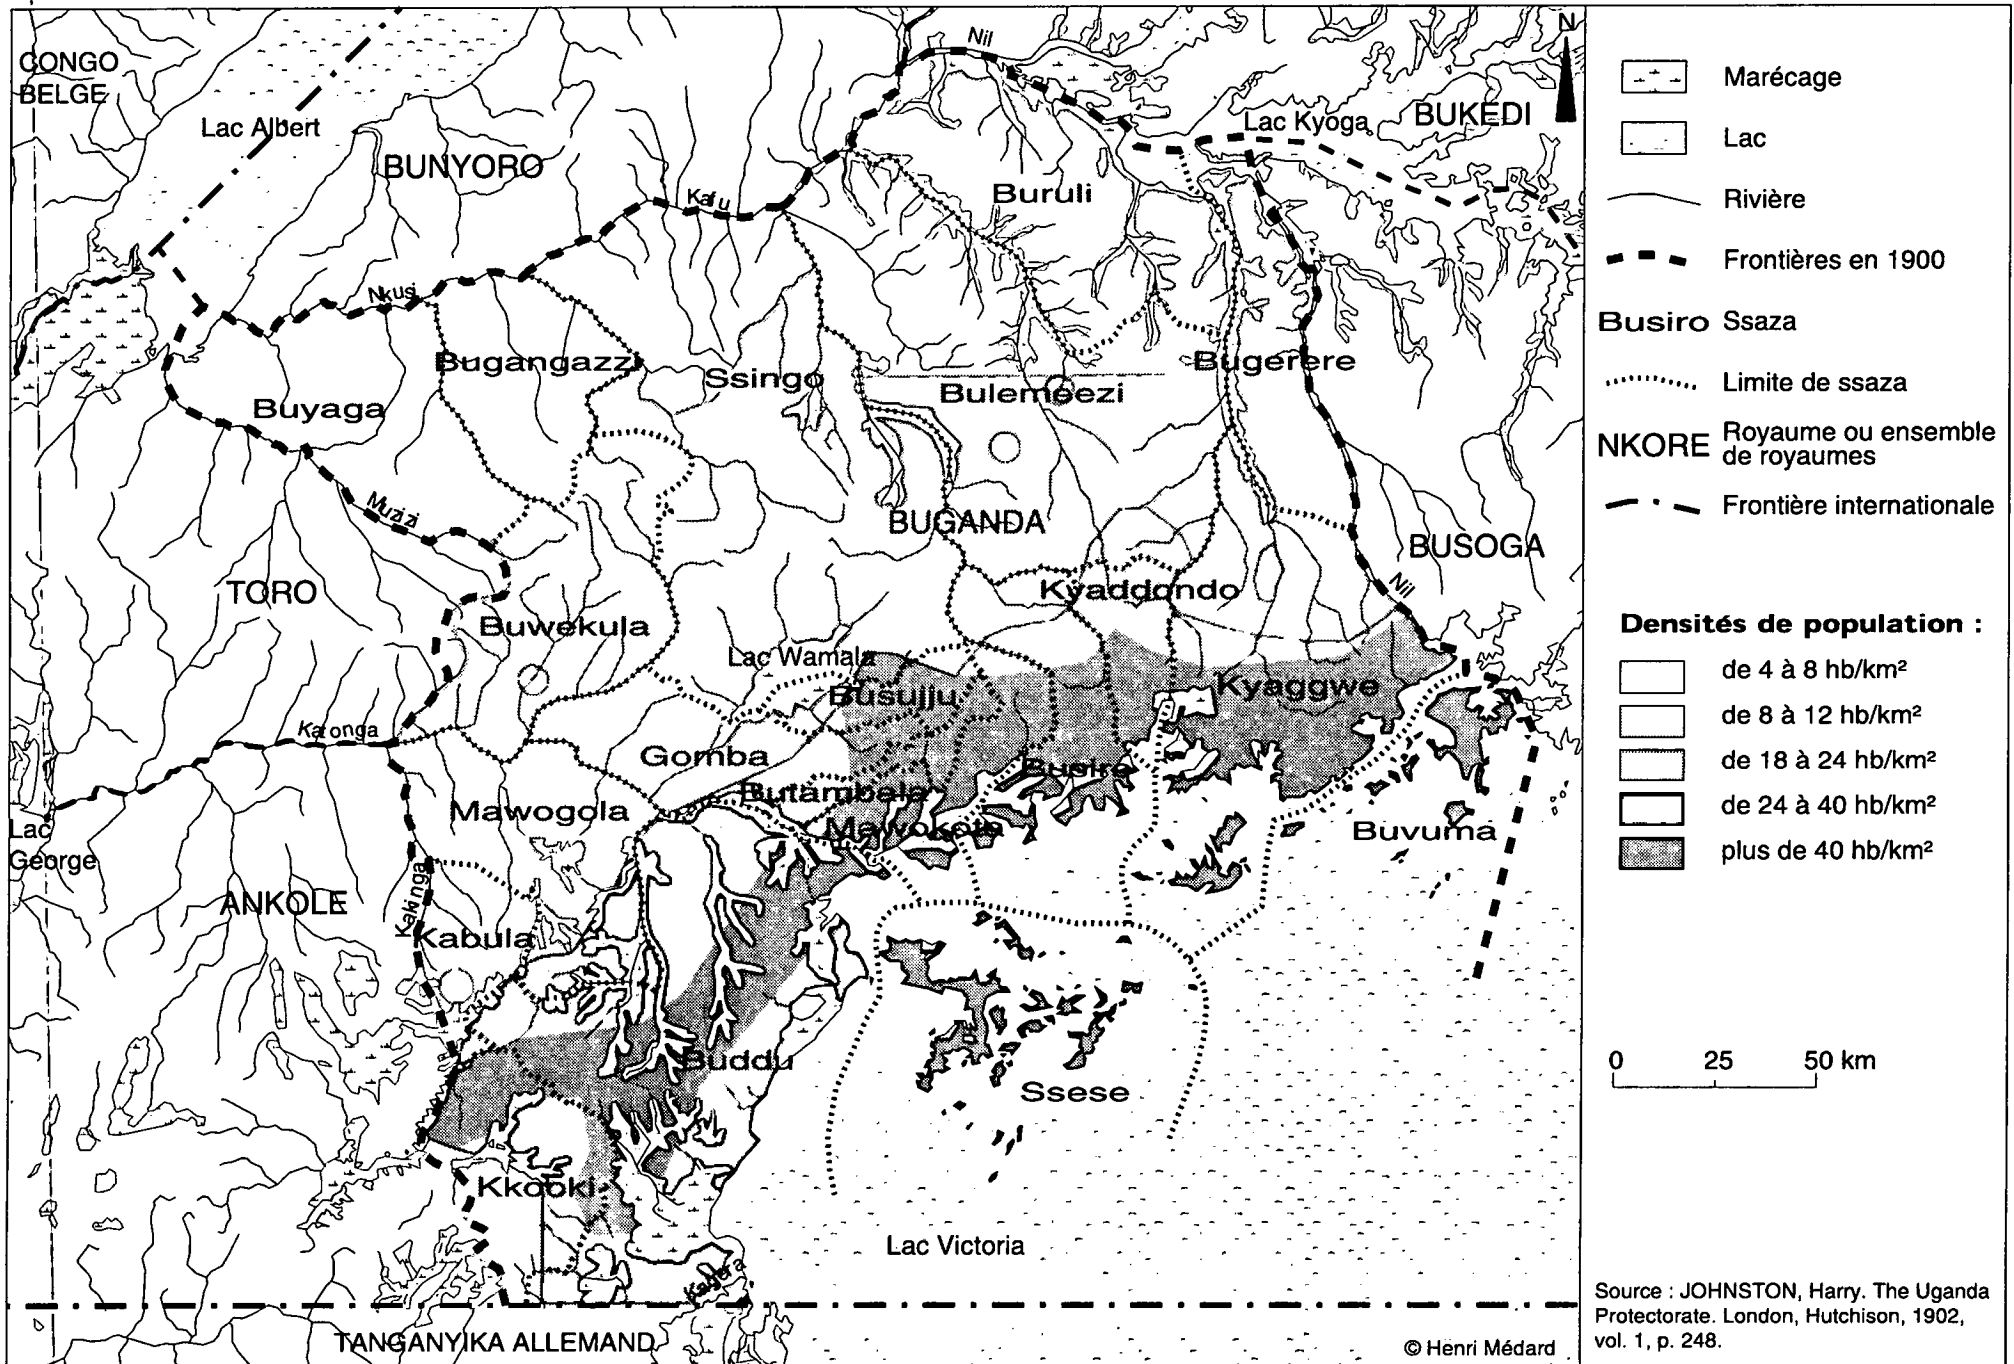 CONGO
BELGE
Lac Albert
BUNYORO
Nil
Lac Kyoga
BUKEDI
N
Kafu
Buruli
Nkusi
Bugangazzi
Ssingo
Bulemeezi
Bugerere
Buyaga
Muzizi
BUGANDA
BUSOGA
TORO
Kyaddondo
Nil
Buwekula
Lac Wamala
Busujju
Kyaggwe
Katonga
Gomba
Busiro
Butambala
Mawogola
Mawokota
Buvuma
Lac
George
ANKOLE
Kakinga
Kabula
Buddu
Ssese
Kkooki
Lac Victoria
Kagera
TANGANYIKA ALLEMAND
© Henri Médard
Marécage
Lac
Rivière
Frontières en 1900
Busiro Ssaza
Limite de ssaza
NKORE Royaume ou ensemble
de royaumes
Frontière internationale
Densités de population :
de 4 à 8 hb/km²
de 8 à 12 hb/km²
de 18 à 24 hb/km²
de 24 à 40 hb/km²
plus de 40 hb/km²
0 25 50 km
Source : JOHNSTON, Harry. The Uganda
Protectorate. London, Hutchison, 1902,
vol. 1, p. 248.